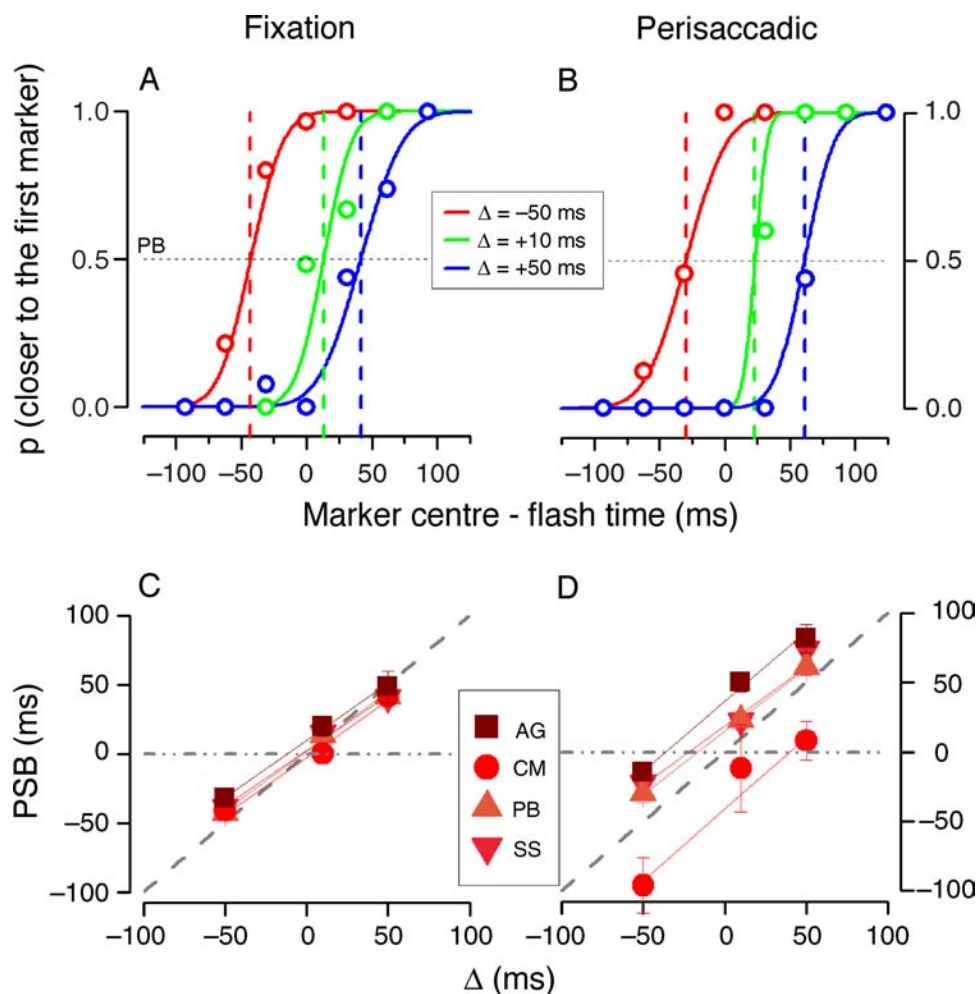 Fixation Perisaccadic
A B
p (closer to the first marker)
1.0 1.0
PB
0.5 0.5
0.0 0.0
Δ = −50 ms
Δ = +10 ms
Δ = +50 ms
−100 −50 0 50 100 −100 −50 0 50 100
Marker centre - flash time (ms)
C D
PSB (ms)
100 100
50 50
0 0
−50 −50
−100 −100
AG
CM
PB
SS
−100 −50 0 50 100 −100 −50 0 50 100
Δ (ms)